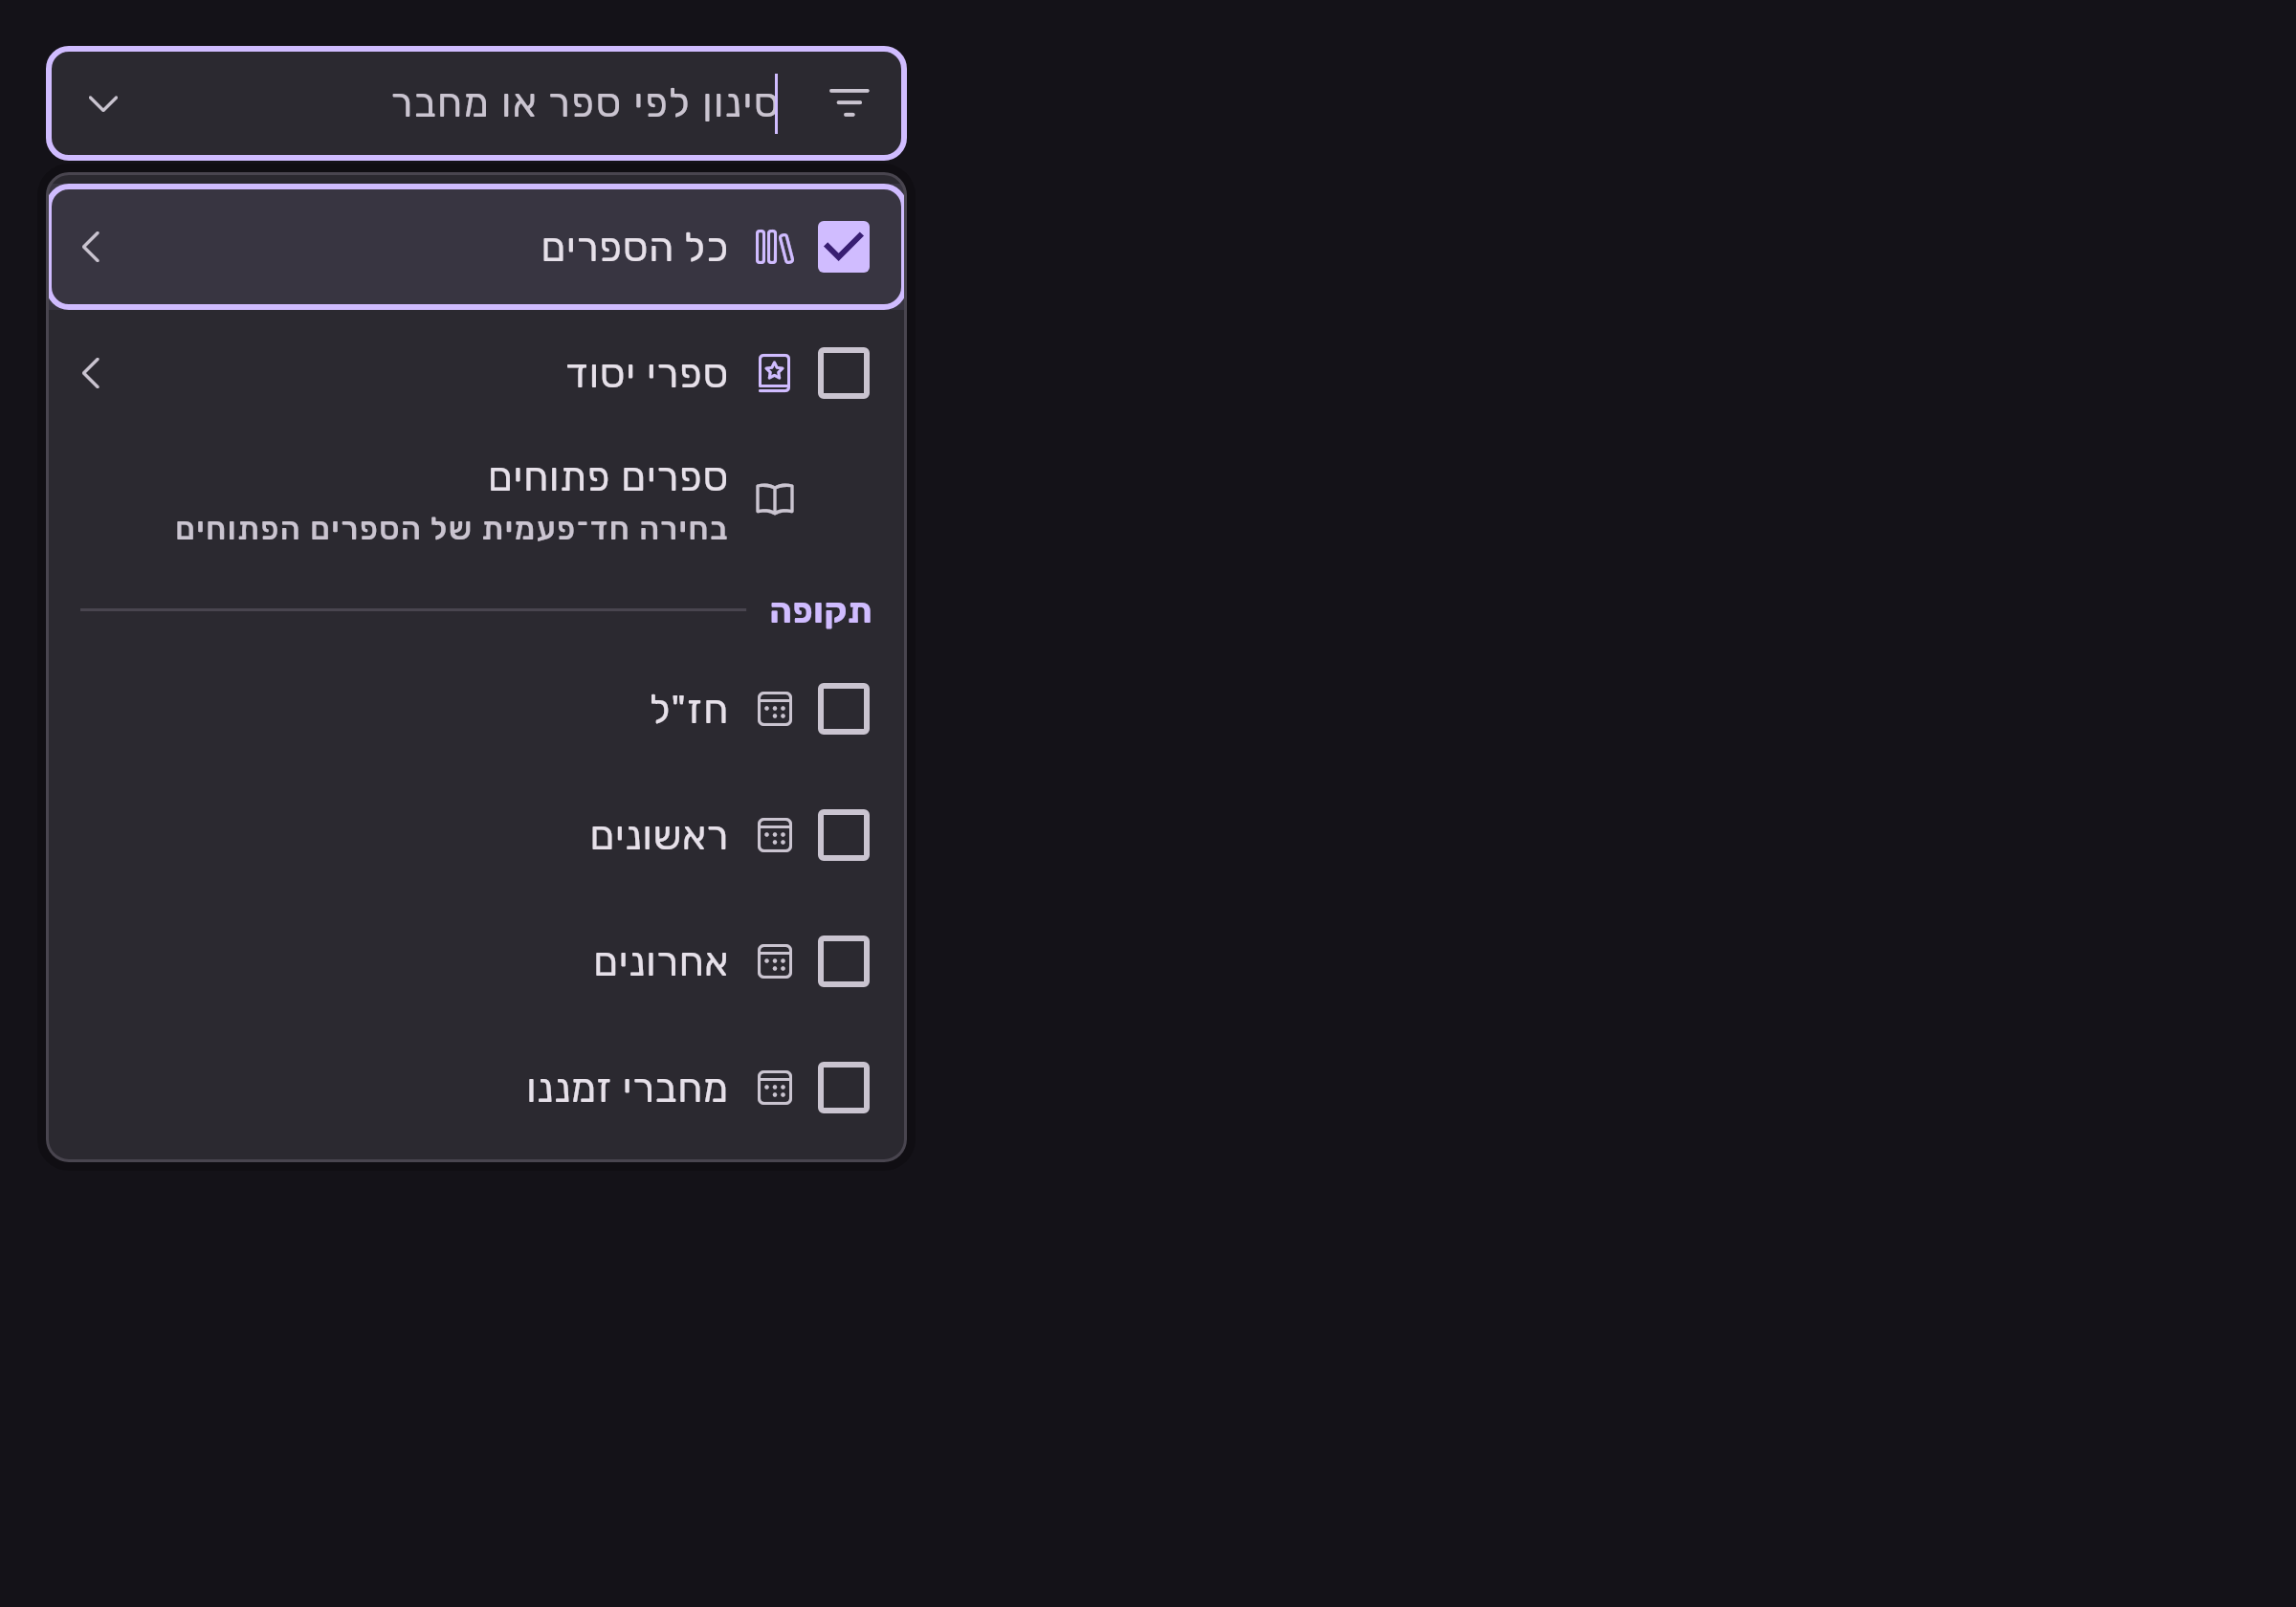 סינון לפי ספר או מחבר
כל הספרים
ספרי יסוד
ספרים פתוחים
בחירה חד־פעמית של הספרים הפתוחים
תקופה
חז"ל
ראשונים
אחרונים
מחברי זמננו